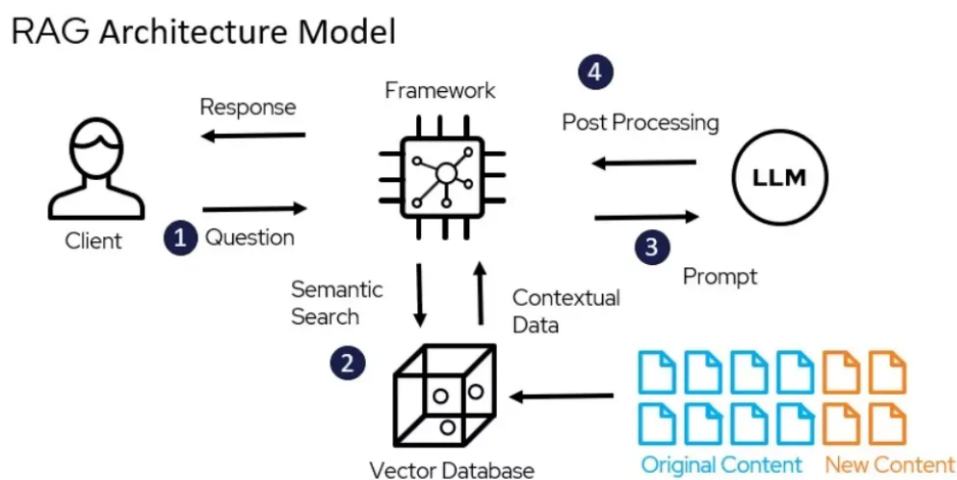 RAG Architecture Model
Framework
4
Response
Post Processing
LLM
Client
1 Question
3
Prompt
Semantic
Search
Contextual
Data
2
Vector Database
Original Content New Content